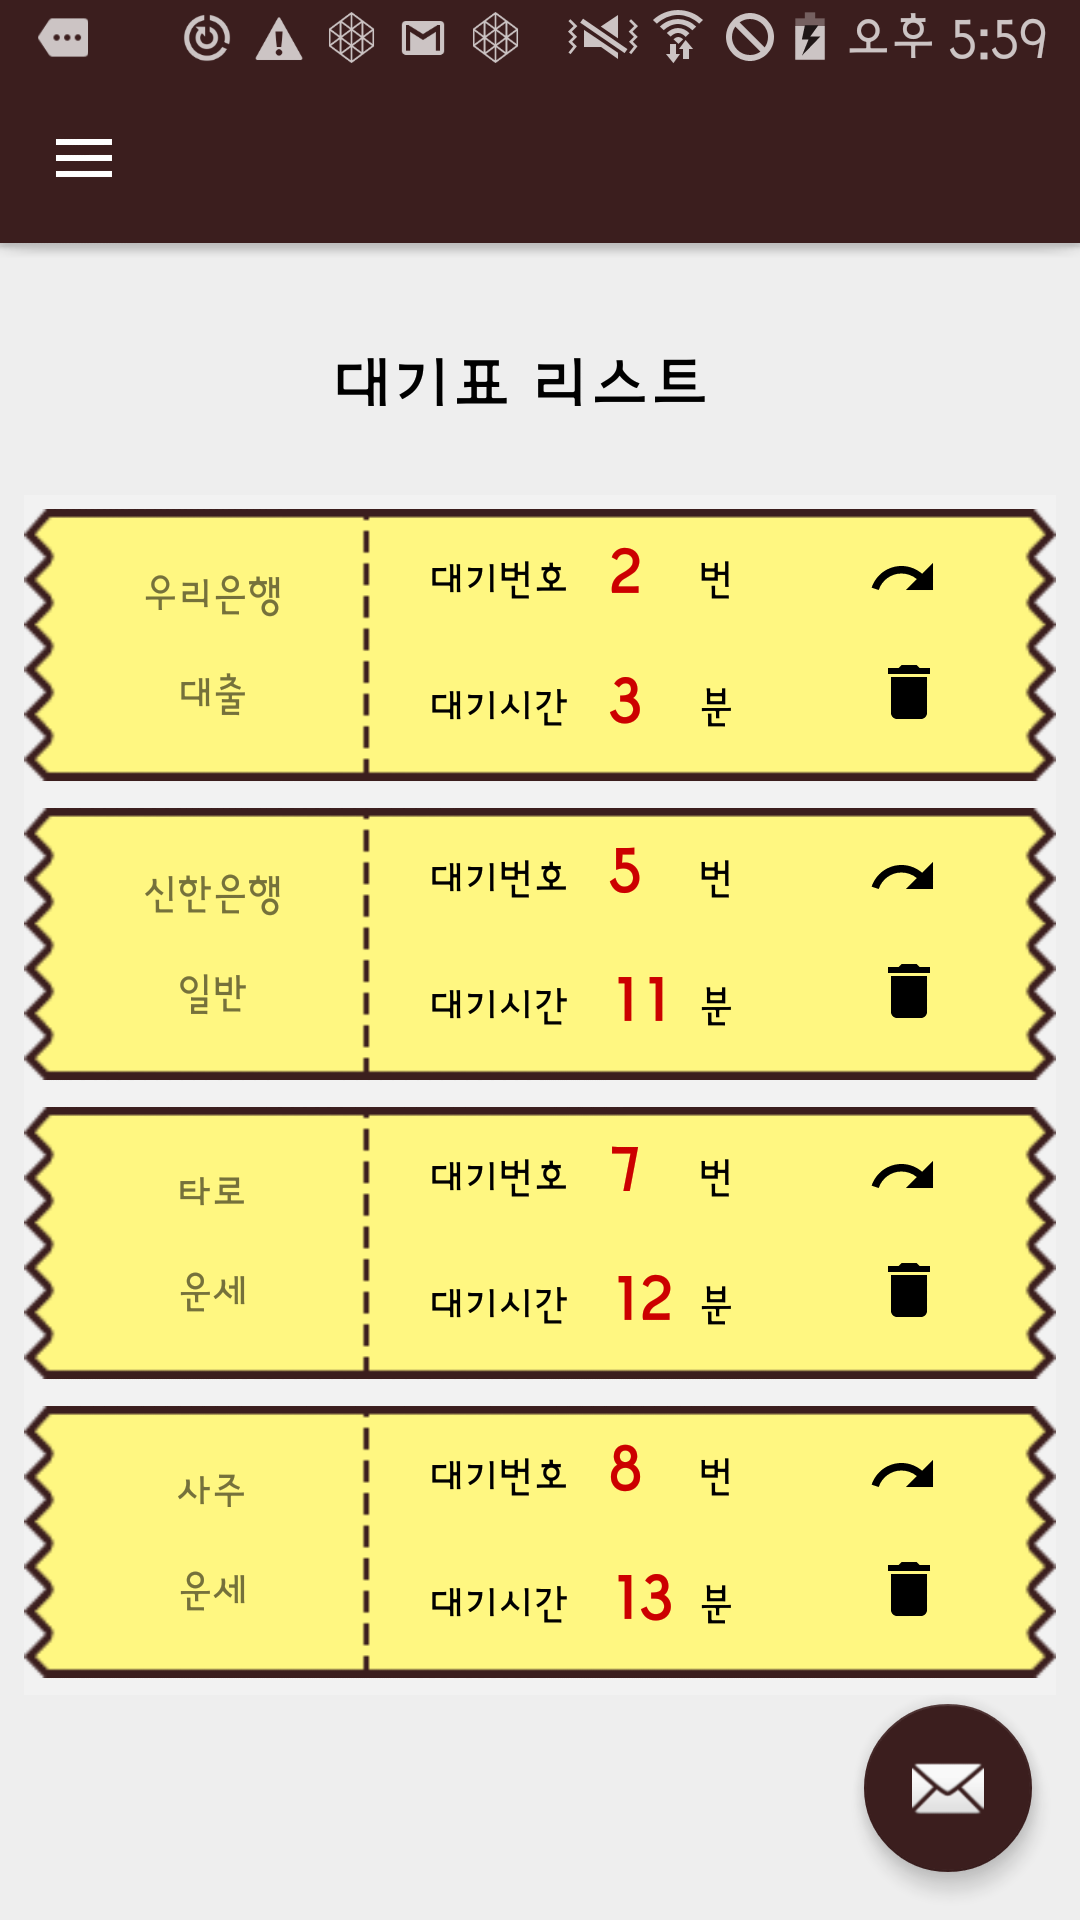 오후 5:59
대기표 리스트
우리은행
대출
대기번호 2 번
대기시간 3 분
신한은행
일반
대기번호 5 번
대기시간 11 분
타로
운세
대기번호 7 번
대기시간 12 분
사주
운세
대기번호 8 번
대기시간 13 분